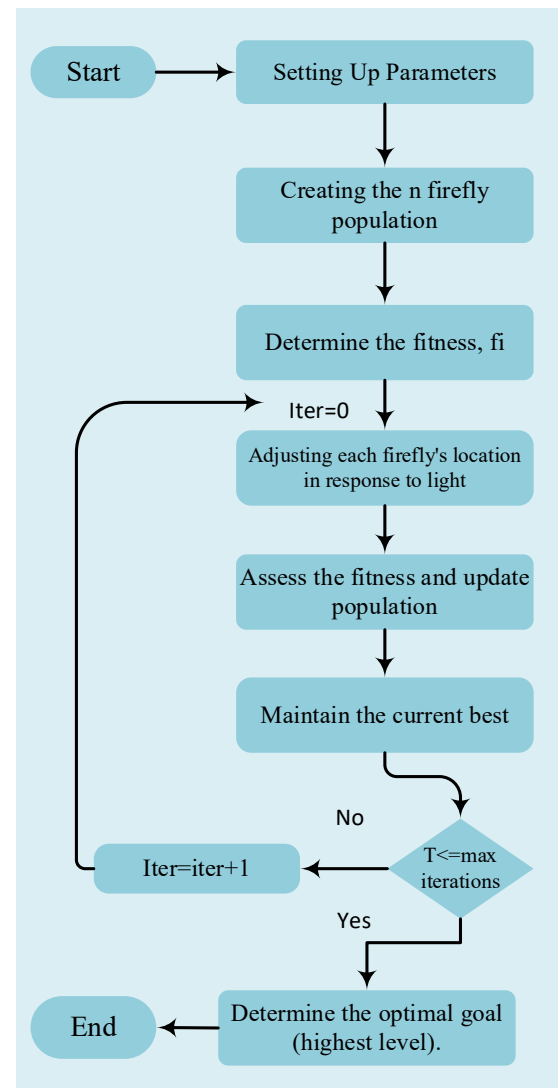 Start
Setting Up Parameters
Creating the n firefly
population
Determine the fitness, fi
Iter=0
Adjusting each firefly's location
in response to light
Assess the fitness and update
population
Maintain the current best
No
T<=max
iterations
Iter=iter+1
Yes
Determine the optimal goal
(highest level).
End